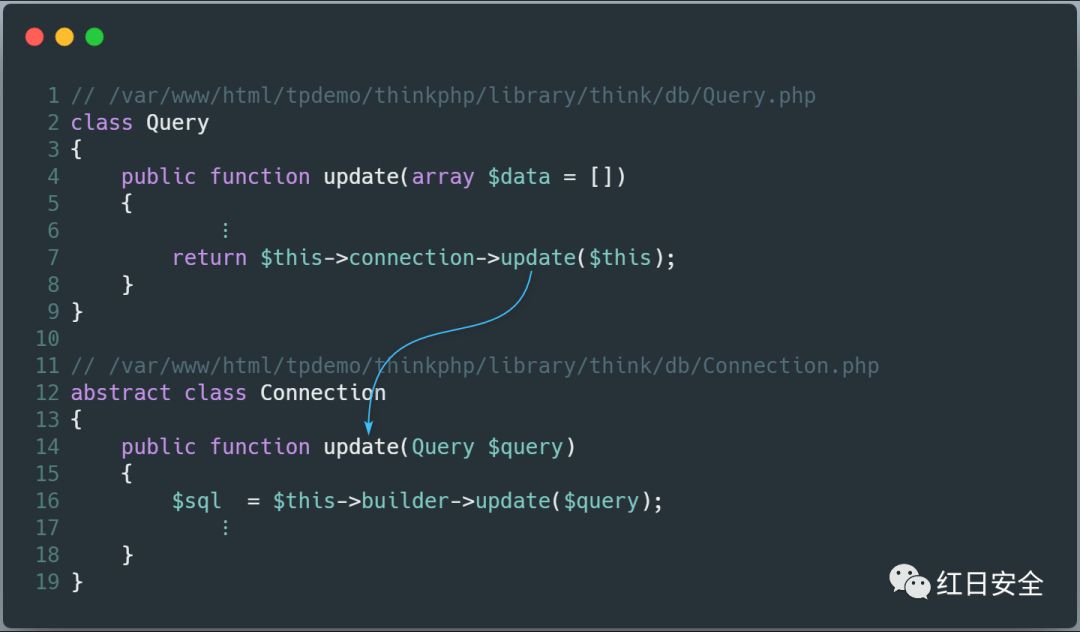 1 // /var/www/html/tpdemo/thinkphp/library/think/db/Query.php
2 class Query
3 {
4     public function update(array $data = [])
5     {
6             ⋮
7         return $this->connection->update($this);
8     }
9 }
10
11 // /var/www/html/tpdemo/thinkphp/library/think/db/Connection.php
12 abstract class Connection
13 {
14     public function update(Query $query)
15     {
16         $sql  = $this->builder->update($query);
17             ⋮
18     }
19 }
红日安全